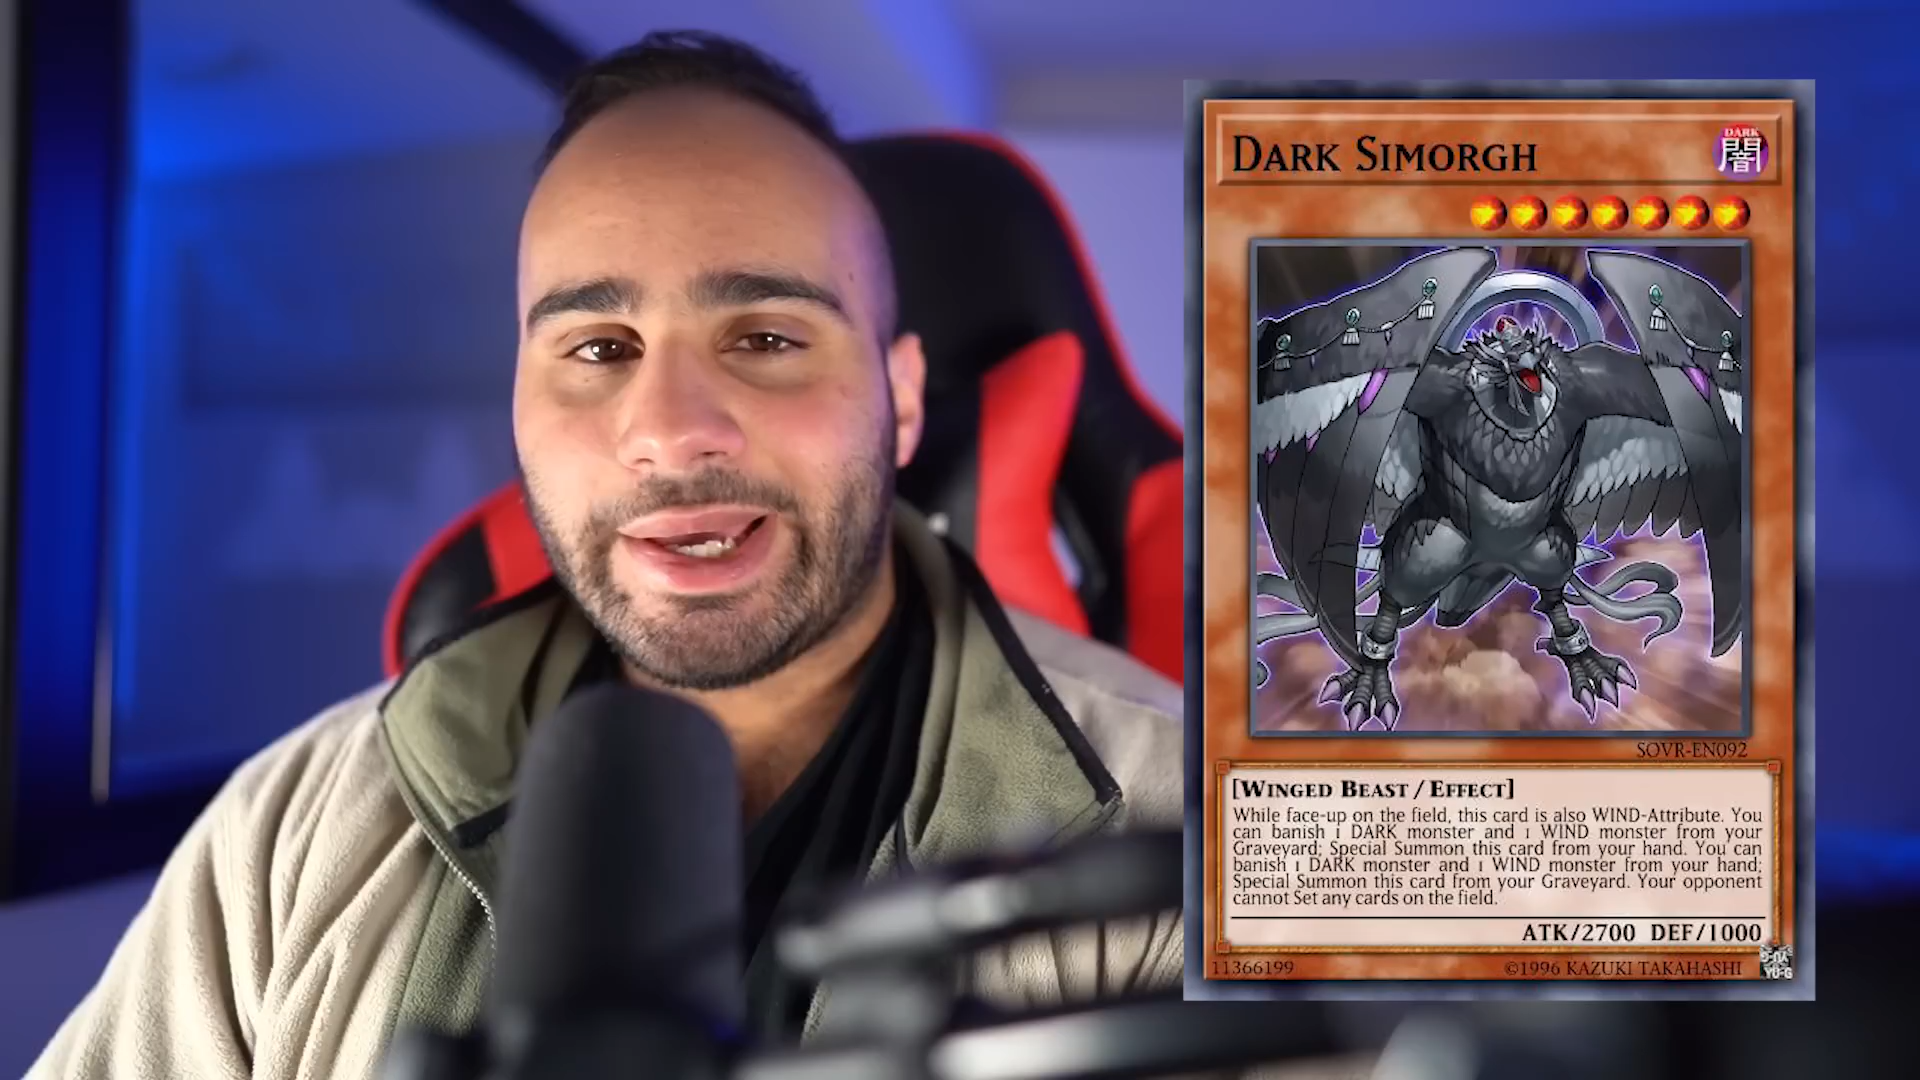 DARK SIMORGH
DARK
闇
SOVR-EN092
[WINGED BEAST / EFFECT]
While face-up on the field, this card is also WIND-Attribute. You
can banish 1 DARK monster and 1 WIND monster from your
Graveyard; Special Summon this card from your hand. You can
banish 1 DARK monster and 1 WIND monster from your hand;
Special Summon this card from your Graveyard. Your opponent
cannot Set any cards on the field.
ATK/2700 DEF/1000
11366199
©1996 KAZUKI TAKAHASHI